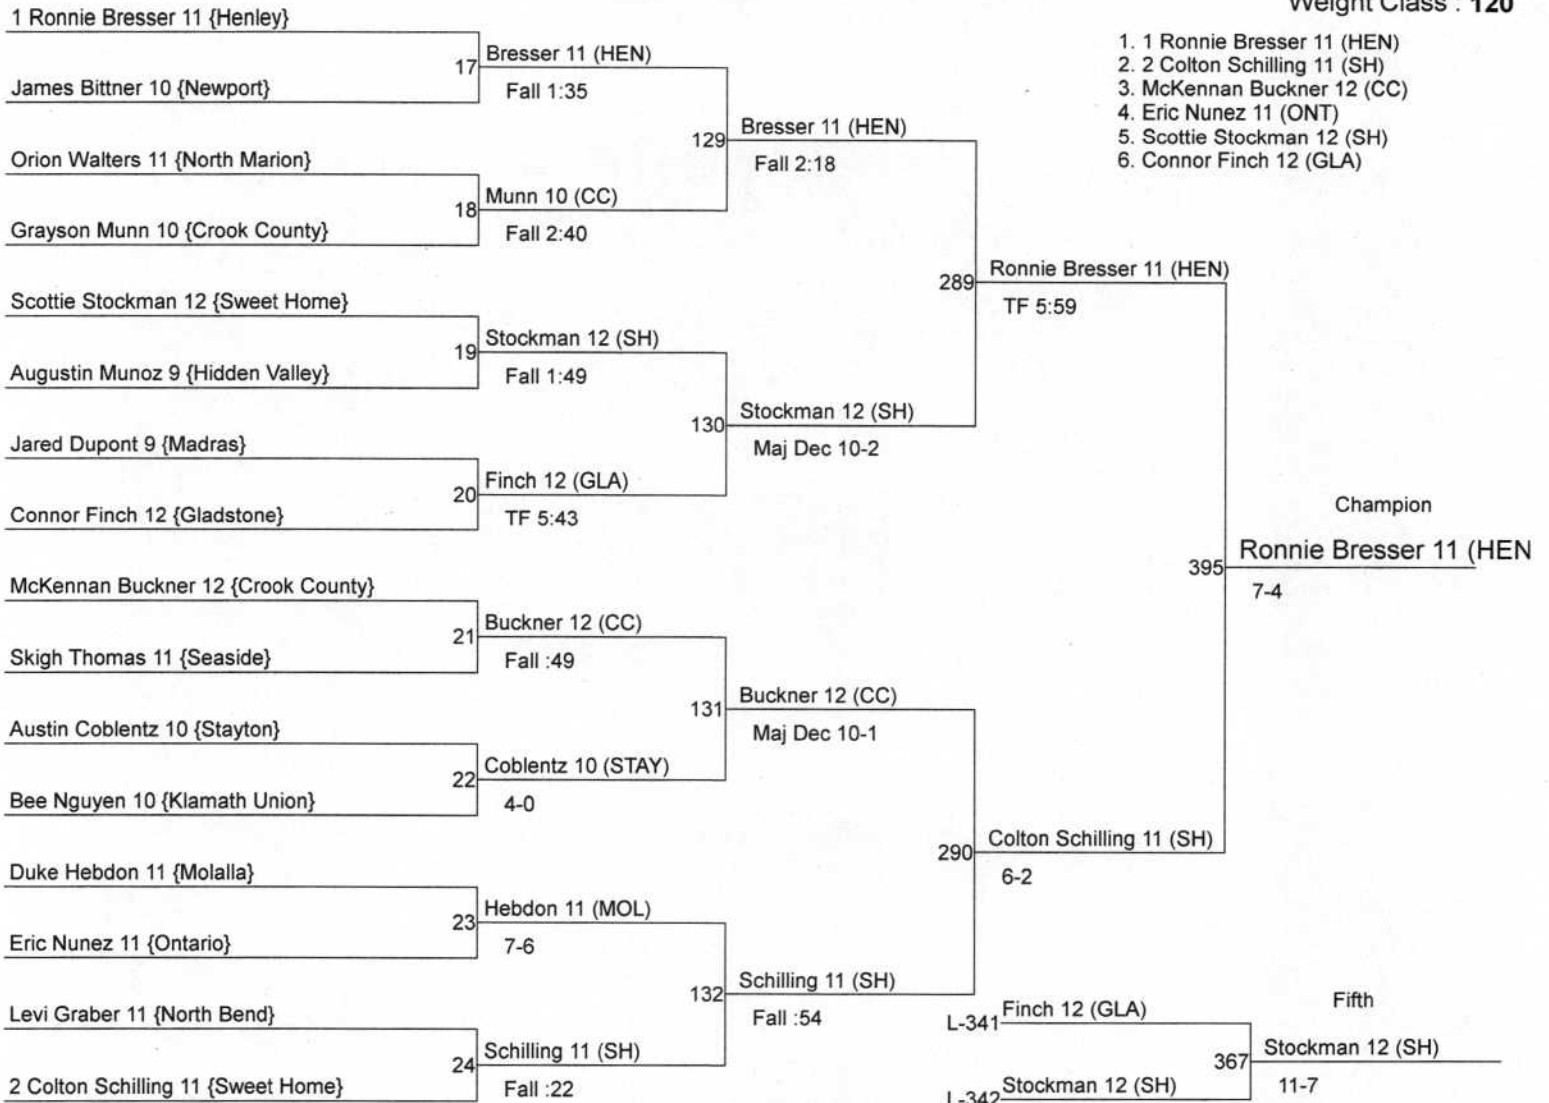 Weight Class : 120
1. 1 Ronnie Bresser 11 (HEN)
2. 2 Colton Schilling 11 (SH)
3. McKennan Buckner 12 (CC)
4. Eric Nunez 11 (ONT)
5. Scottie Stockman 12 (SH)
6. Connor Finch 12 (GLA)
1 Ronnie Bresser 11 {Henley}
James Bittner 10 {Newport}
Orion Walters 11 {North Marion}
Grayson Munn 10 {Crook County}
Scottie Stockman 12 {Sweet Home}
Augustin Munoz 9 {Hidden Valley}
Jared Dupont 9 {Madras}
Connor Finch 12 {Gladstone}
McKennan Buckner 12 {Crook County}
Skigh Thomas 11 {Seaside}
Austin Coblentz 10 {Stayton}
Bee Nguyen 10 {Klamath Union}
Duke Hebdon 11 {Molalla}
Eric Nunez 11 {Ontario}
Levi Graber 11 {North Bend}
2 Colton Schilling 11 {Sweet Home}
17 Bresser 11 (HEN)
Fall 1:35
18 Munn 10 (CC)
Fall 2:40
19 Stockman 12 (SH)
Fall 1:49
20 Finch 12 (GLA)
TF 5:43
21 Buckner 12 (CC)
Fall :49
22 Coblentz 10 (STAY)
4-0
23 Hebdon 11 (MOL)
7-6
24 Schilling 11 (SH)
Fall :22
129 Bresser 11 (HEN)
Fall 2:18
130 Stockman 12 (SH)
Maj Dec 10-2
131 Buckner 12 (CC)
Maj Dec 10-1
132 Schilling 11 (SH)
Fall :54
289 Ronnie Bresser 11 (HEN)
TF 5:59
290 Colton Schilling 11 (SH)
6-2
Champion
395 Ronnie Bresser 11 (HEN
7-4
L-341 Finch 12 (GLA)
L-342 Stockman 12 (SH)
Fifth
367 Stockman 12 (SH)
11-7